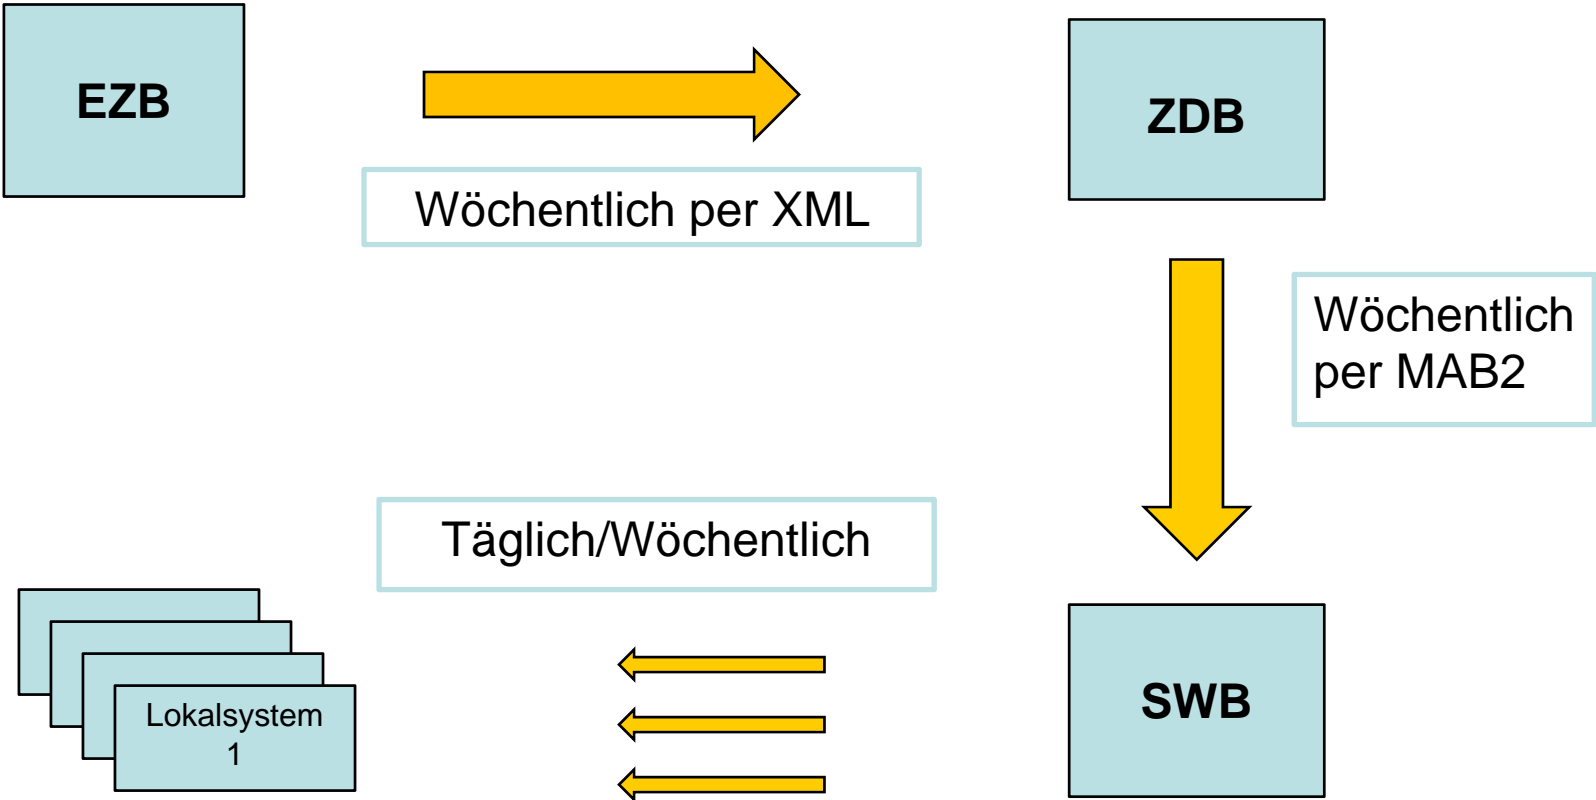 EZB
ZDB
Wöchentlich per XML
Wöchentlich
per MAB2
Täglich/Wöchentlich
Lokalsystem
1
SWB